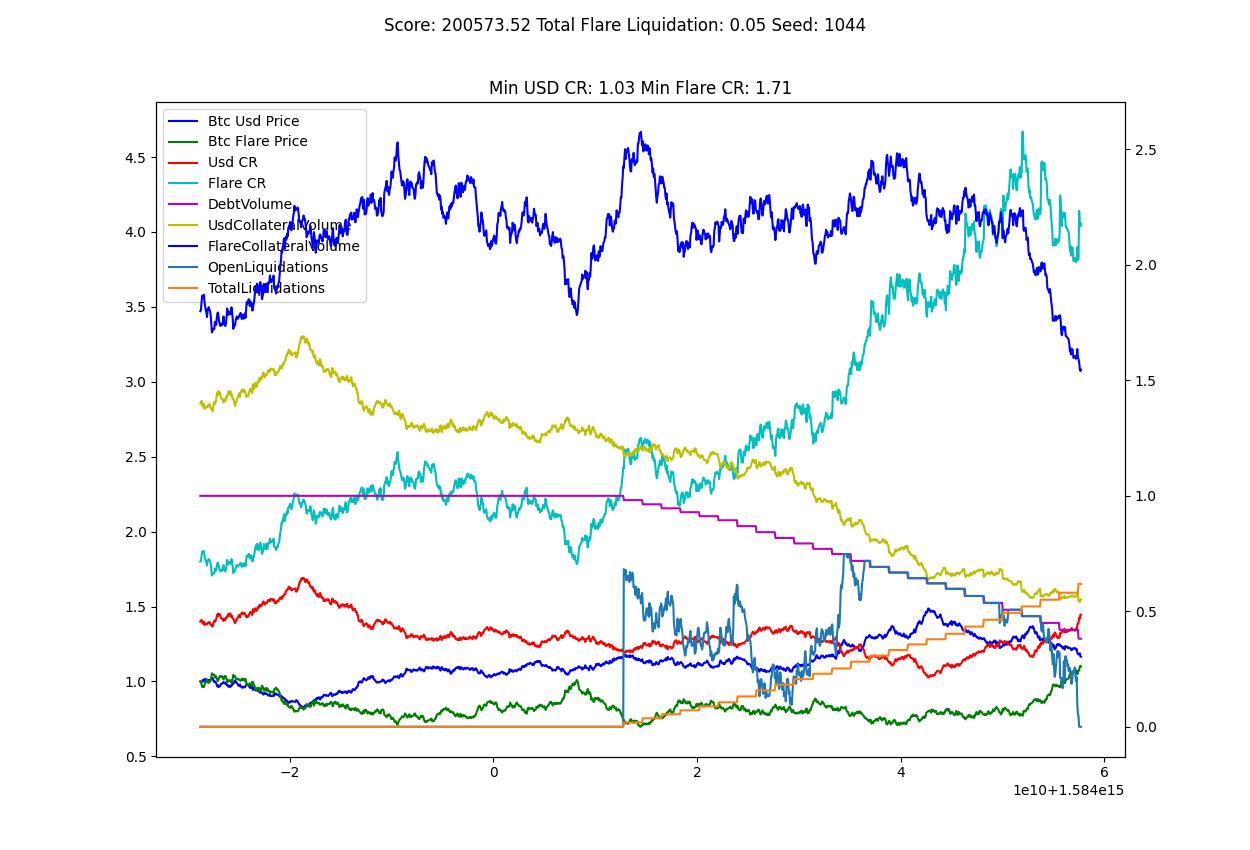 Score: 200573.52 Total Flare Liquidation: 0.05 Seed: 1044
Min USD CR: 1.03 Min Flare CR: 1.71
Btc Usd Price
Btc Flare Price
Usd CR
Flare CR
DebtVolume
UsdCollateralVolume
FlareCollateralVolume
OpenLiquidations
TotalLiquidations
4.5
4.0
3.5
3.0
2.5
2.0
1.5
1.0
0.5
2.5
2.0
1.5
1.0
0.5
0.0
−2
0
2
4
6
1e10+1.584e15